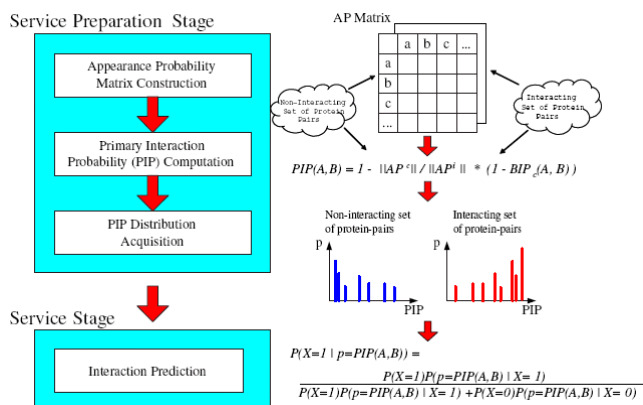 Service Preparation Stage
Appearance Probability
Matrix Construction
Primary Interaction
Probability (PIP) Computation
PIP Distribution
Acquisition
Service Stage
Interaction Prediction
AP Matrix
a b c ...
a
b
c
...
Non-Interacting
Set of Protein
Pairs
Interacting
Set of Protein
Pairs
PIP(A,B) = 1 - ||AP^c|| / ||AP^i|| * (1 - BIP_c(A, B) )
Non-interacting set
of protein-pairs
p
PIP
Interacting set
of protein-pairs
p
PIP
P(X=1 | p=PIP(A,B)) =
P(X=1)P(p=PIP(A,B) | X= 1)
P(X=1)P(p=PIP(A,B) | X= 1) +P(X=0)P(p=PIP(A,B) | X= 0)